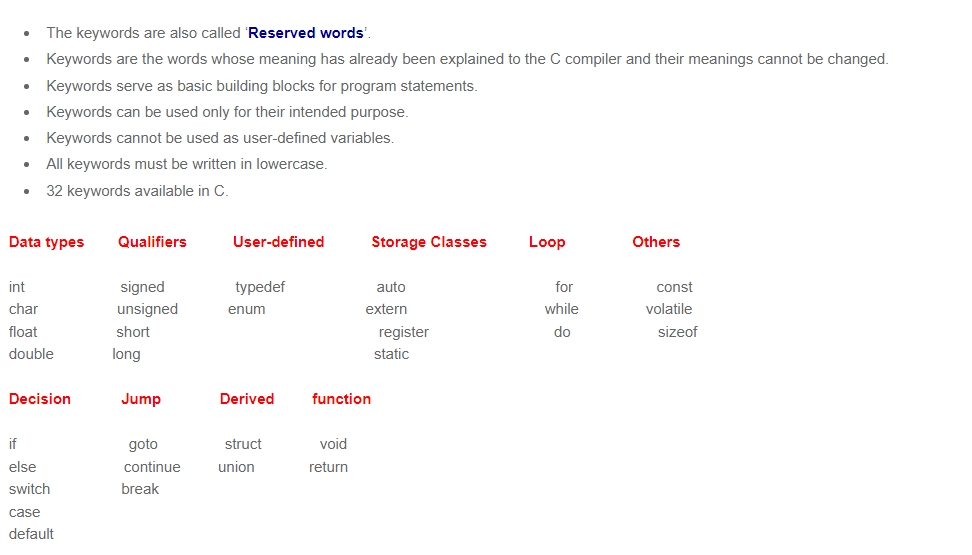 The keywords are also called 'Reserved words'.
Keywords are the words whose meaning has already been explained to the C compiler and their meanings cannot be changed.
Keywords serve as basic building blocks for program statements.
Keywords can be used only for their intended purpose.
Keywords cannot be used as user-defined variables.
All keywords must be written in lowercase.
32 keywords available in C.
Data types Qualifiers User-defined Storage Classes Loop Others
int signed typedef auto for const
char unsigned enum extern while volatile
float short register do sizeof
double long static
Decision Jump Derived function
if goto struct void
else continue union return
switch break
case
default